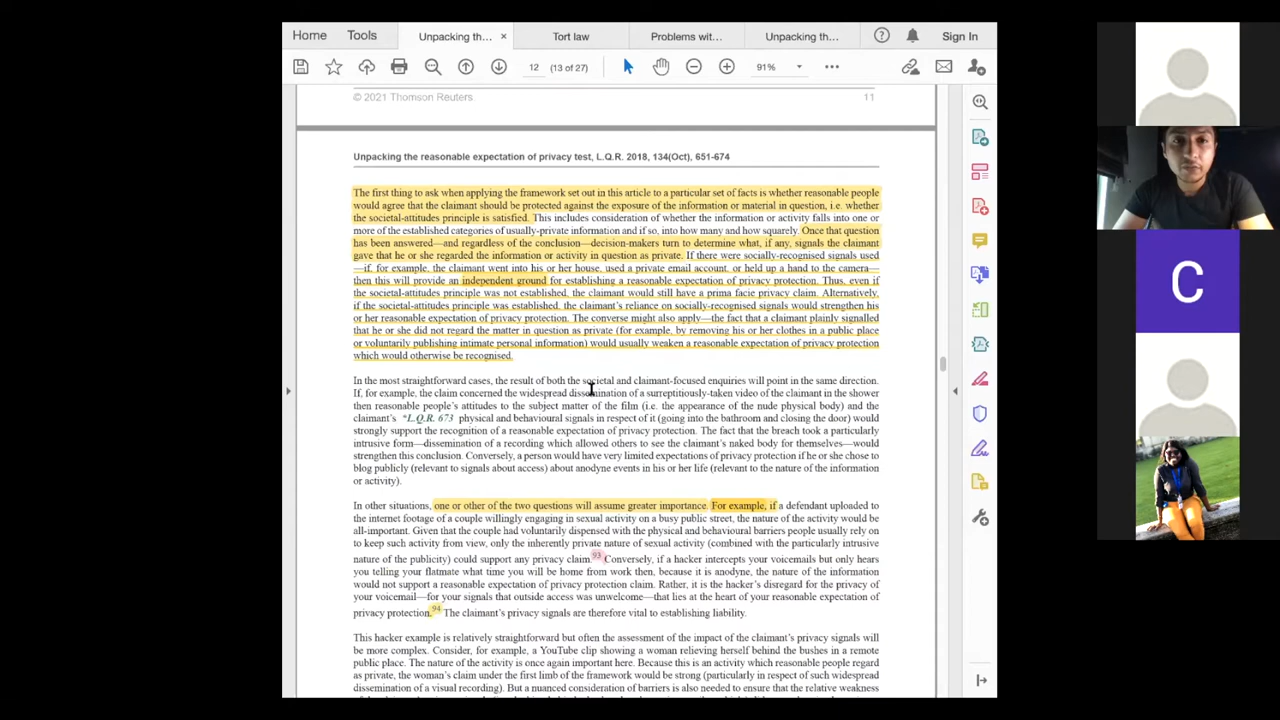 Home Tools Unpacking th... × Tort law Problems wit... Unpacking th... Sign In
12 (13 of 27) 91%
© 2021 Thomson Reuters. 11
Unpacking the reasonable expectation of privacy test, L.Q.R. 2018, 134(Oct), 651-674
The first thing to ask when applying the framework set out in this article to a particular set of facts is whether reasonable people
would agree that the claimant should be protected against the exposure of the information or material in question, i.e. whether
the societal-attitudes principle is satisfied. This includes consideration of whether the information or activity falls into one or
more of the established categories of usually-private information and if so, into how many and how squarely. Once that question
has been answered—and regardless of the conclusion—decision-makers turn to determine what, if any, signals the claimant
gave that he or she regarded the information or activity in question as private. If there were socially-recognised signals used
—if, for example, the claimant went into his or her house, used a private email account, or held up a hand to the camera—
then this will provide an independent ground for establishing a reasonable expectation of privacy protection. Thus, even if
the societal-attitudes principle was not established, the claimant would still have a prima facie privacy claim. Alternatively,
if the societal-attitudes principle was established, the claimant's reliance on socially-recognised signals would strengthen his
or her reasonable expectation of privacy protection. The converse might also apply—the fact that a claimant plainly signalled
that he or she did not regard the matter in question as private (for example, by removing his or her clothes in a public place
or voluntarily publishing intimate personal information) would usually weaken a reasonable expectation of privacy protection
which would otherwise be recognised.
In the most straightforward cases, the result of both the societal and claimant-focused enquiries will point in the same direction.
If, for example, the claim concerned the widespread dissemination of a surreptitiously-taken video of the claimant in the shower
then reasonable people's attitudes to the subject matter of the film (i.e. the appearance of the nude physical body) and the
claimant's *L.Q.R. 673 physical and behavioural signals in respect of it (going into the bathroom and closing the door) would
strongly support the recognition of a reasonable expectation of privacy protection. The fact that the breach took a particularly
intrusive form—dissemination of a recording which allowed others to see the claimant's naked body for themselves—would
strengthen this conclusion. Conversely, a person would have very limited expectations of privacy protection if he or she chose to
blog publicly (relevant to signals about access) about anodyne events in his or her life (relevant to the nature of the information
or activity).
In other situations, one or other of the two questions will assume greater importance. For example, if a defendant uploaded to
the internet footage of a couple willingly engaging in sexual activity on a busy public street, the nature of the activity would be
all-important. Given that the couple had voluntarily dispensed with the physical and behavioural barriers people usually rely on
to keep such activity from view, only the inherently private nature of sexual activity (combined with the particularly intrusive
nature of the publicity) could support any privacy claim.93 Conversely, if a hacker intercepts your voicemails but only hears
you telling your flatmate what time you will be home from work then, because it is anodyne, the nature of the information
would not support a reasonable expectation of privacy protection claim. Rather, it is the hacker's disregard for the privacy of
your voicemail—for your signals that outside access was unwelcome—that lies at the heart of your reasonable expectation of
privacy protection.94 The claimant's privacy signals are therefore vital to establishing liability.
This hacker example is relatively straightforward but often the assessment of the impact of the claimant's privacy signals will
be more complex. Consider, for example, a YouTube clip showing a woman relieving herself behind the bushes in a remote
public place. The nature of the activity is once again important here. Because this is an activity which reasonable people regard
as private, the woman's claim under the first limb of the framework would be strong (particularly in respect of such widespread
dissemination of a visual recording). But a nuanced consideration of barriers is also needed to ensure that the relative weakness
C